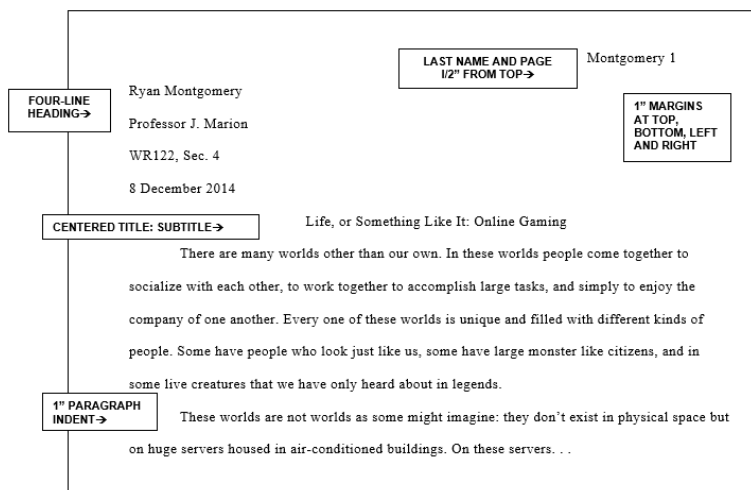 LAST NAME AND PAGE
1/2” FROM TOP→
Montgomery 1
FOUR-LINE
HEADING→
Ryan Montgomery
Professor J. Marion
WR122, Sec. 4
8 December 2014
1” MARGINS
AT TOP,
BOTTOM, LEFT
AND RIGHT
CENTERED TITLE: SUBTITLE→
Life, or Something Like It: Online Gaming
There are many worlds other than our own. In these worlds people come together to
socialize with each other, to work together to accomplish large tasks, and simply to enjoy the
company of one another. Every one of these worlds is unique and filled with different kinds of
people. Some have people who look just like us, some have large monster like citizens, and in
some live creatures that we have only heard about in legends.
1” PARAGRAPH
INDENT→
These worlds are not worlds as some might imagine: they don’t exist in physical space but
on huge servers housed in air-conditioned buildings. On these servers. . .